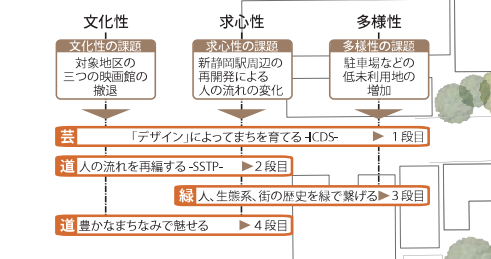 文化性
求心性
多様性
文化性の課題
対象地区の
三つの映画館の
撤退
求心性の課題
新静岡駅周辺の
再開発による
人の流れの変化
多様性の課題
駐車場などの
低未利用地の
増加
芸 「デザイン」によってまちを育てる -ICDS- ▶ 1段目
道 人の流れを再編する -SSTP- ▶ 2段目
緑 人、生態系、街の歴史を緑で繋げる ▶ 3段目
道 豊かなまちなみで魅せる ▶ 4段目